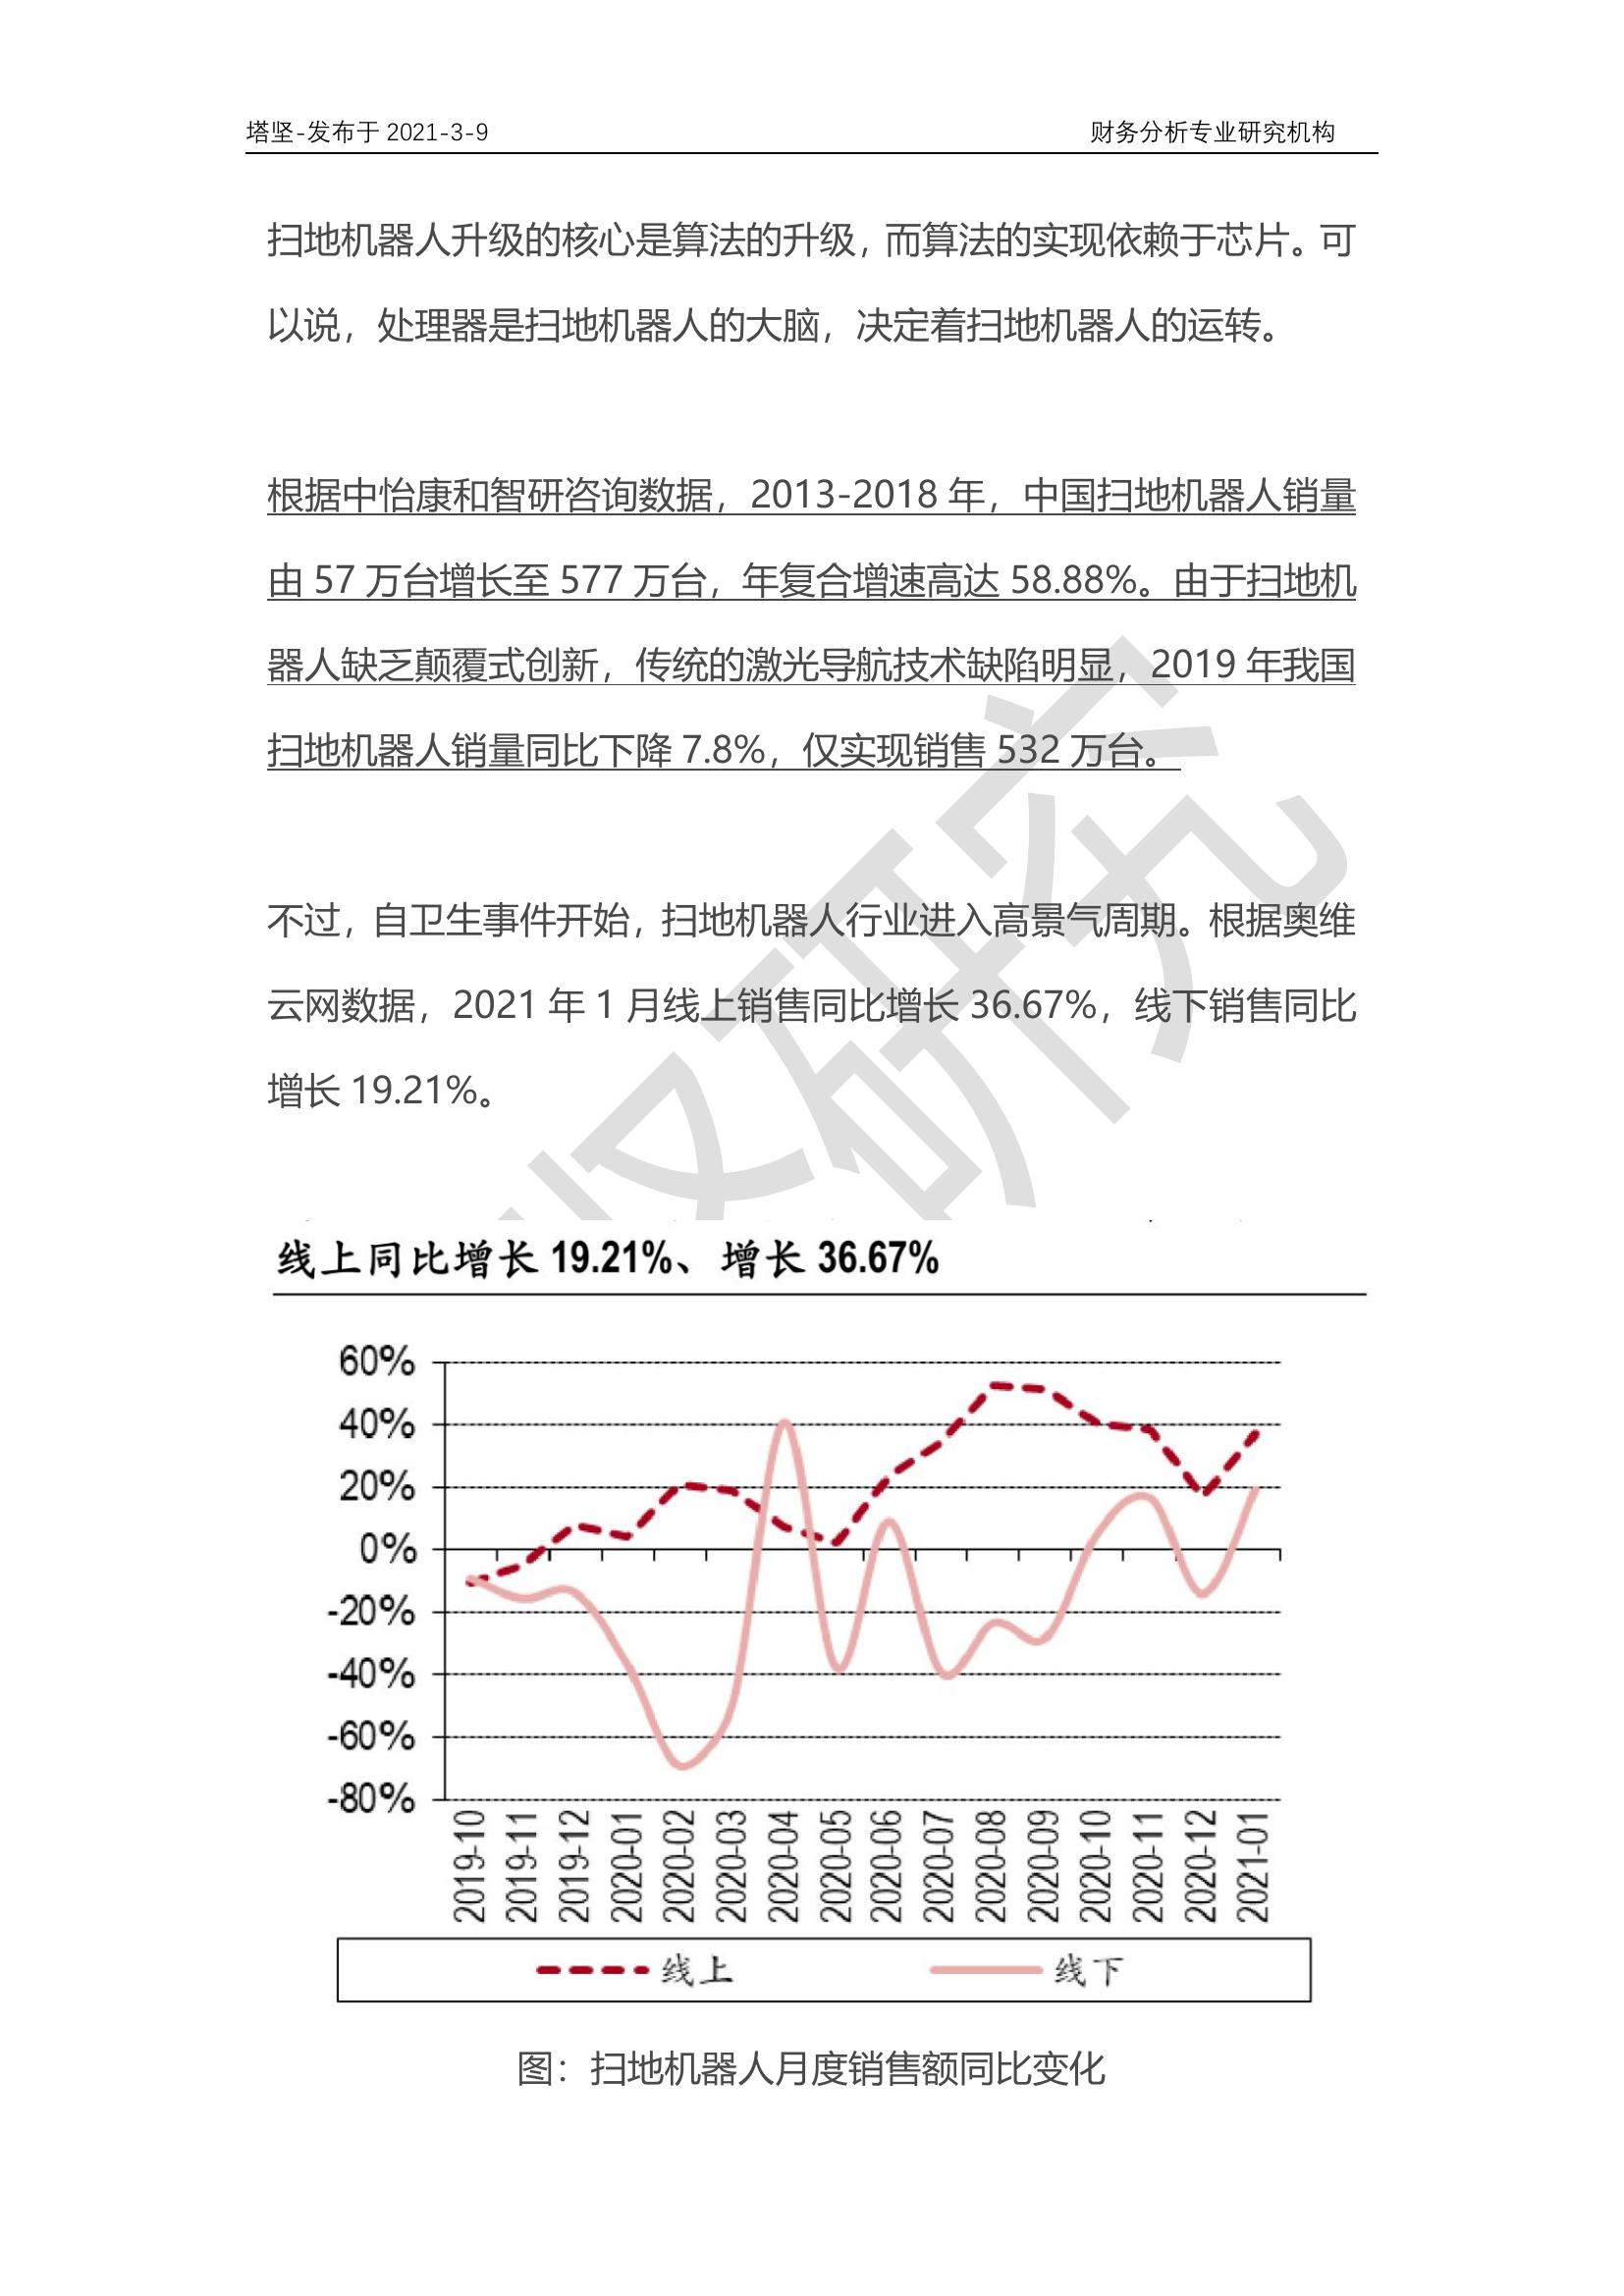 塔坚-发布于 2021-3-9
财务分析专业研究机构
扫地机器人升级的核心是算法的升级，而算法的实现依赖于芯片。可
以说，处理器是扫地机器人的大脑，决定着扫地机器人的运转。
根据中怡康和智研咨询数据，2013-2018 年，中国扫地机器人销量
由 57 万台增长至 577 万台，年复合增速高达 58.88%。由于扫地机
器人缺乏颠覆式创新，传统的激光导航技术缺陷明显，2019 年我国
扫地机器人销量同比下降 7.8%，仅实现销售 532 万台。
不过，自卫生事件开始，扫地机器人行业进入高景气周期。根据奥维
云网数据，2021 年 1 月线上销售同比增长 36.67%，线下销售同比
增长 19.21%。
坚研究
线上同比增长 19.21%、增长 36.67%
60%
40%
20%
0%
-20%
-40%
-60%
-80%
2019-10
2019-11
2019-12
2020-01
2020-02
2020-03
2020-04
2020-05
2020-06
2020-07
2020-08
2020-09
2020-10
2020-11
2020-12
2021-01
线上
线下
图：扫地机器人月度销售额同比变化